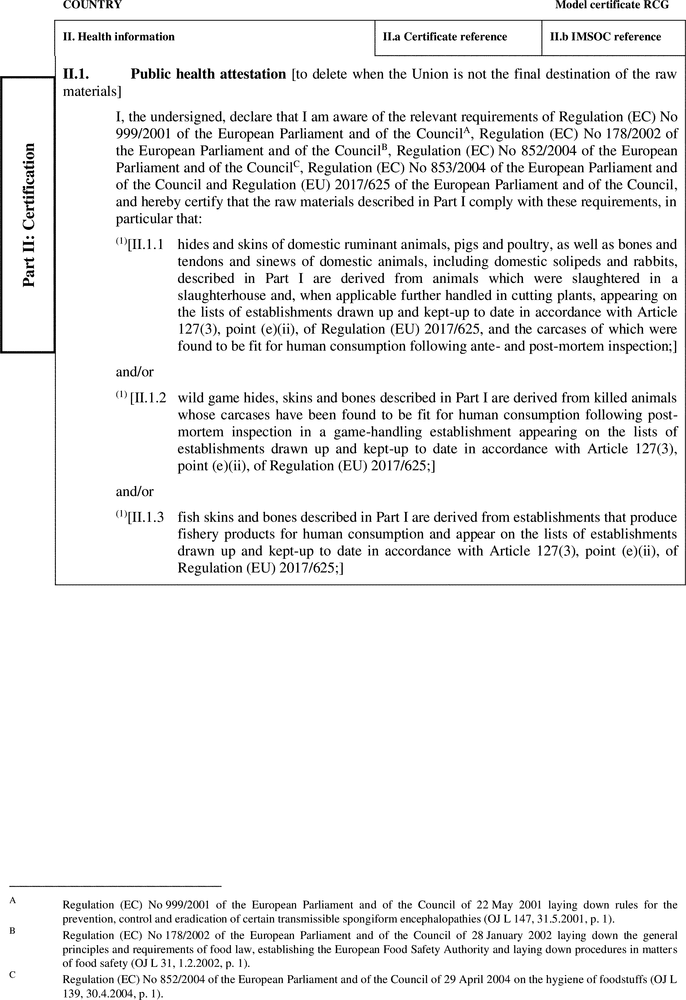 COUNTRY Model certificate RCG
II. Health information II.a Certificate reference II.b IMSOC reference
Part II: Certification
II.1. Public health attestation [to delete when the Union is not the final destination of the raw
materials]
I, the undersigned, declare that I am aware of the relevant requirements of Regulation (EC) No
999/2001 of the European Parliament and of the Council^A, Regulation (EC) No 178/2002 of
the European Parliament and of the Council^B, Regulation (EC) No 852/2004 of the European
Parliament and of the Council^C, Regulation (EC) No 853/2004 of the European Parliament and
of the Council and Regulation (EU) 2017/625 of the European Parliament and of the Council,
and hereby certify that the raw materials described in Part I comply with these requirements, in
particular that:
(1)[II.1.1 hides and skins of domestic ruminant animals, pigs and poultry, as well as bones and
tendons and sinews of domestic animals, including domestic solipeds and rabbits,
described in Part I are derived from animals which were slaughtered in a
slaughterhouse and, when applicable further handled in cutting plants, appearing on
the lists of establishments drawn up and kept-up to date in accordance with Article
127(3), point (e)(ii), of Regulation (EU) 2017/625, and the carcases of which were
found to be fit for human consumption following ante- and post-mortem inspection;]
and/or
(1) [II.1.2 wild game hides, skins and bones described in Part I are derived from killed animals
whose carcases have been found to be fit for human consumption following post-
mortem inspection in a game-handling establishment appearing on the lists of
establishments drawn up and kept-up to date in accordance with Article 127(3),
point (e)(ii), of Regulation (EU) 2017/625;]
and/or
(1)[II.1.3 fish skins and bones described in Part I are derived from establishments that produce
fishery products for human consumption and appear on the lists of establishments
drawn up and kept-up to date in accordance with Article 127(3), point (e)(ii), of
Regulation (EU) 2017/625;]
A Regulation (EC) No 999/2001 of the European Parliament and of the Council of 22 May 2001 laying down rules for the
prevention, control and eradication of certain transmissible spongiform encephalopathies (OJ L 147, 31.5.2001, p. 1).
B Regulation (EC) No 178/2002 of the European Parliament and of the Council of 28 January 2002 laying down the general
principles and requirements of food law, establishing the European Food Safety Authority and laying down procedures in matters
of food safety (OJ L 31, 1.2.2002, p. 1).
C Regulation (EC) No 852/2004 of the European Parliament and of the Council of 29 April 2004 on the hygiene of foodstuffs (OJ L
139, 30.4.2004, p. 1).